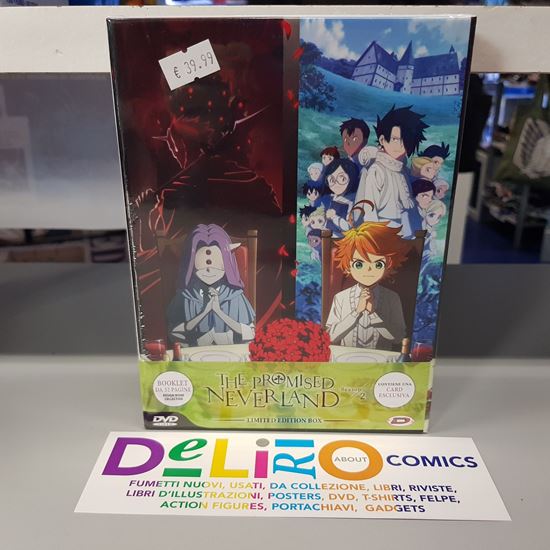 € 39.99
BOOKLET
DA 52 PAGINE
THE PROMISED
NEVERLAND
Season 2
LIMITED EDITION BOX
CONTIENE UNA
CARD
ESCLUSIVA
DVD
VIDEO
D
DeLiRiO
ABOUT
COMICS
FUMETTI NUOVI, USATI, DA COLLEZIONE, LIBRI, RIVISTE,
LIBRI D'ILLUSTRAZIONI, POSTERS, DVD, T-SHIRTS, FELPE,
ACTION FIGURES, PORTACHIAVI, GADGETS